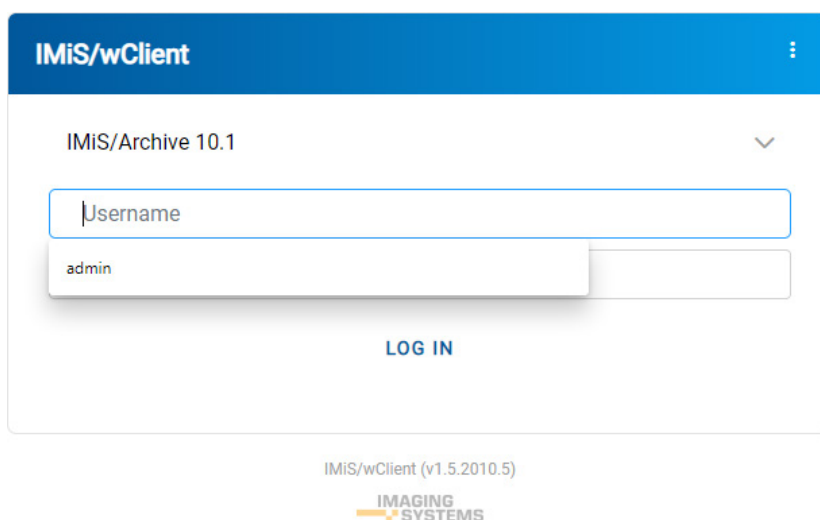 IMiS/wClient
IMiS/Archive 10.1
Username
admin
LOG IN
IMiS/wClient (v1.5.2010.5)
IMAGING
SYSTEMS